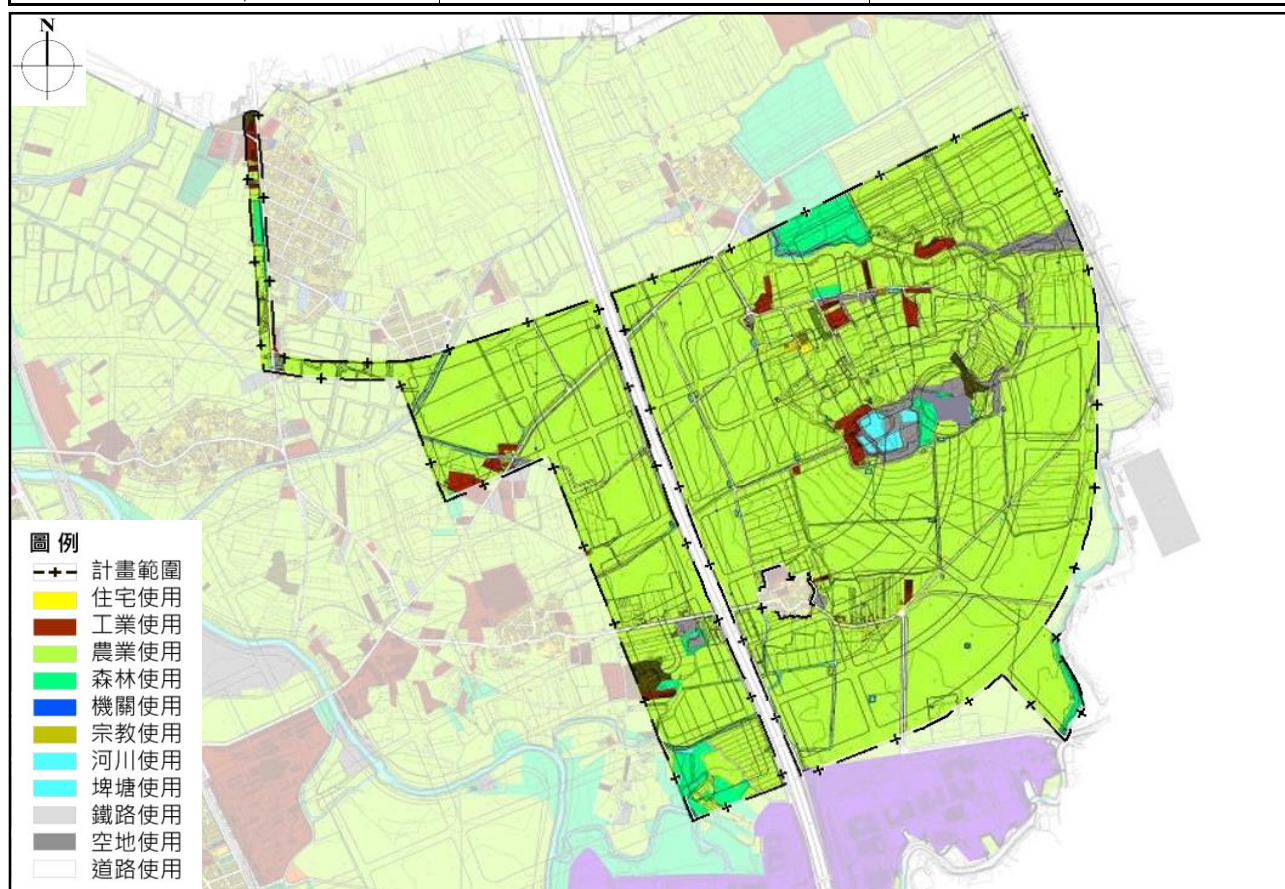 N
圖例
計畫範圍
住宅使用
工業使用
農業使用
森林使用
機關使用
宗教使用
河川使用
埤塘使用
鐵路使用
空地使用
道路使用